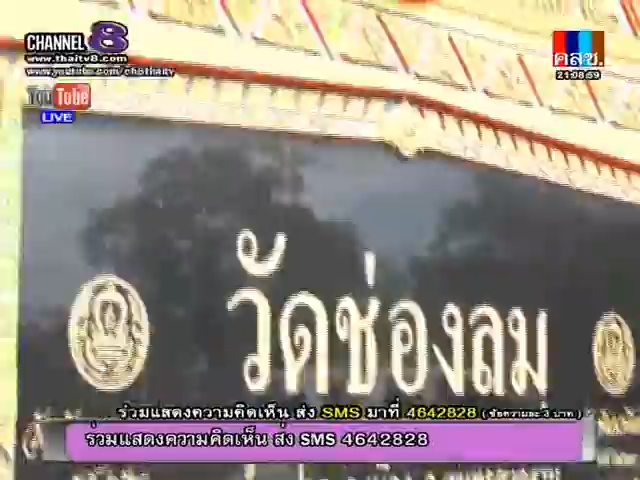 CHANNEL 8
www.thaitv8.com
www.youtube.com/ch8thaitv
YouTube
LIVE
คสช.
21:08:59
วัดช่องลม
ร่วมแสดงความคิดเห็น ส่ง SMS มาที่ 4642828 ( ข้อความละ 3 บาท )
ร่วมแสดงความคิดเห็น ส่ง SMS 4642828